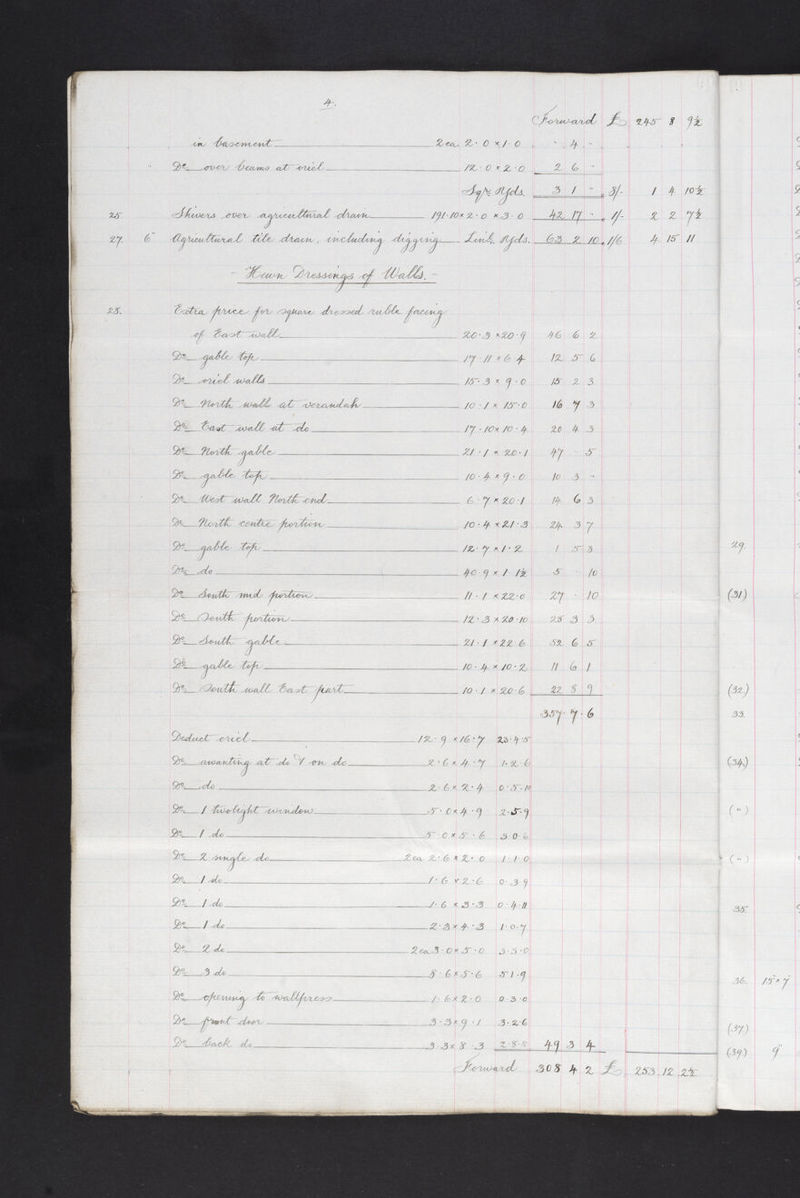 4.
Forward £ 245 8 9½
in basement 2 ea 2·0 x 1·0 " 4 -
Do over beams at oriel 12·0 x 2·0 2 6 -
Sqre Yds. 3 1 - 8/- 1 4 10½
25. Shivers over agricultural drain 191·10 x 2·0 x 3·0 42 17 - 1/- 2 2 7½
27. 6" Agricultural tile drain, including digging Linl. Yds. 63 2 10 1/6 4 15 11
- Hewn Dressings of Walls. -
28. Extra price for square dressed ruble facing
of East wall 20·3 x 20·9 46 6 2
Do gable top 17·11 x 6·4 12 5 6
Do oriel walls 15·3 x 9·0 15 2 3
Do North wall at verandah 10·1 x 15·0 16 7 3
Do East wall at do 17·10 x 10·4 20 4 3
Do North gable 21·1 x 20·1 47 - 5
Do gable top 10·4 x 9·0 10 3 -
Do West wall North end 6·7 x 20·1 14 6 3
Do North centre portion 10·4 x 21·3 24 3 7
Do gable top 12·7 x 1·2 1 5 3
Do do 40·9 x 1·1½ 5 - 10
Do South mid portion 11·1 x 22·0 27 - 10
Do South portion 12·3 x 20·10 25 3 3
Do South gable 21·1 x 22·6 52 6 5
Do gable top 10·4 x 10·2 11 6 1
Do South wall East part 10·1 x 20·6 22 8 9
357·7·6
Deduct oriel 12·9 x 16·7 23·4·5
Do awanting at do & on do 2·6 x 4·7 1·2·6
Do do 2·6 x 2·4 0·5·10
Do 1 twolight window 5·0 x 4·9 2·5·9
Do 1 do 5·0 x 5·6 3·0·6
Do 2 single do 2 ea 2·6 x 2·0 1·1·0
Do 1 do 1·6 x 2·6 0·3·9
Do 1 do 1·6 x 3·3 0·4·11
Do 1 do 2·3 x 4·3 1·0·7
Do 2 do 2 ea 3·0 x 5·0 3·3·0
Do 3 do 8·6 x 5·6 5·1·9
Do opening to wallpress 1·6 x 2·0 0·3·0
Do front door 3·3 x 9·1 3·2·6
Do back do 3·3 x 8·3 2·8·8 49 3 4
Forward 308 4 2 £ 253 12 2½
29.
(31)
(32)
33.
(34)
(")
(")
35.
36. 15" x 7
(37)
(39) 9"